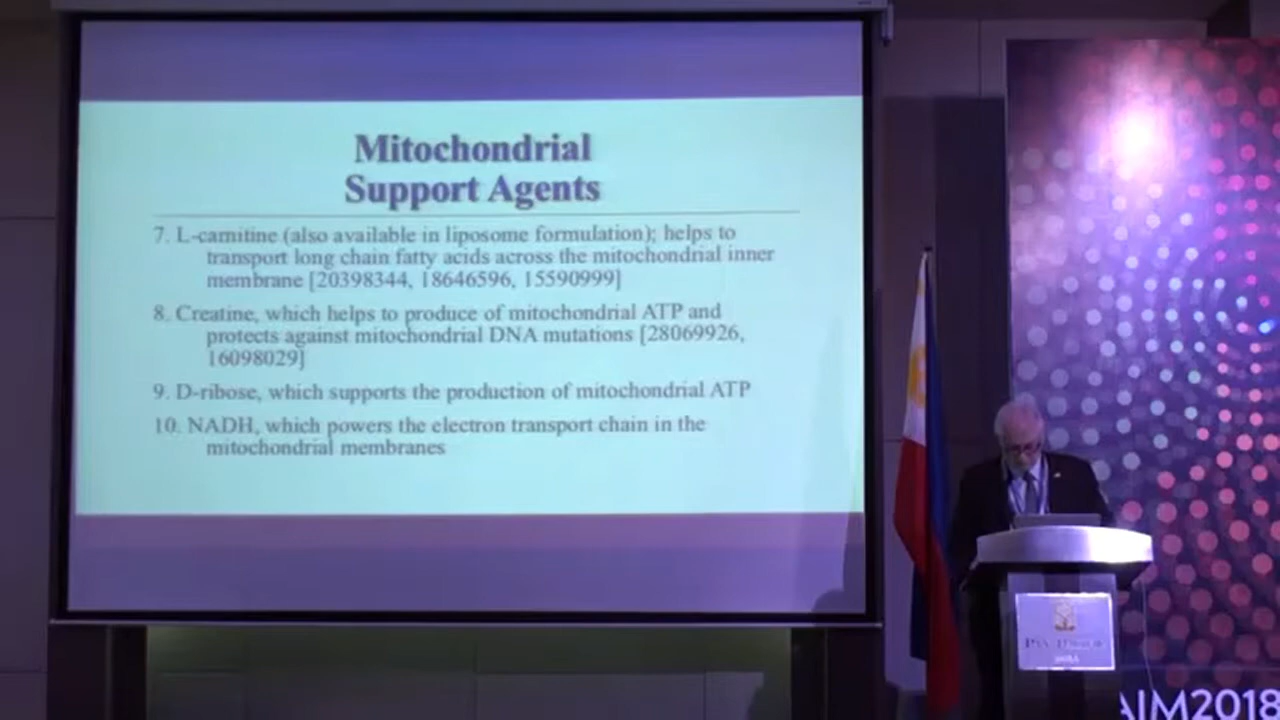 Mitochondrial
Support Agents
7. L-carnitine (also available in liposome formulation); helps to
transport long chain fatty acids across the mitochondrial inner
membrane [20398344, 18646596, 15590999]
8. Creatine, which helps to produce of mitochondrial ATP and
protects against mitochondrial DNA mutations [28069926,
16098029]
9. D-ribose, which supports the production of mitochondrial ATP
10. NADH, which powers the electron transport chain in the
mitochondrial membranes
AIM2018